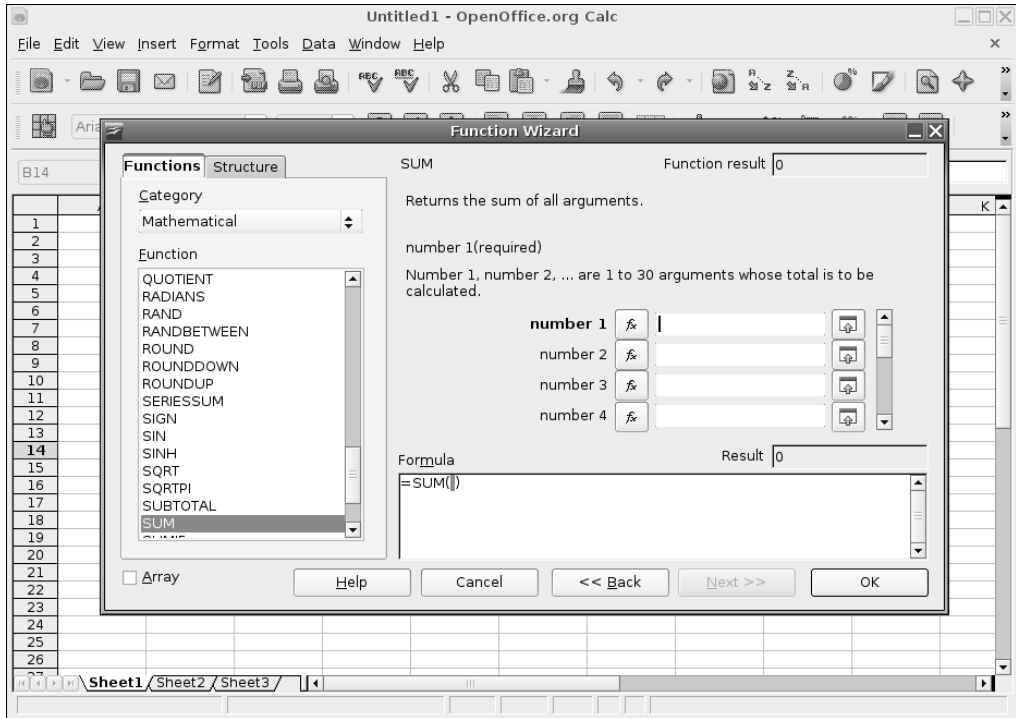 Untitled1 - OpenOffice.org Calc
File Edit View Insert Format Tools Data Window Help
Aria
Function Wizard
B14
Functions Structure
SUM
Function result 0
Category
Mathematical
Returns the sum of all arguments.
Function
number 1(required)
Number 1, number 2, ... are 1 to 30 arguments whose total is to be
calculated.
QUOTIENT
RADIANS
RAND
RANDBETWEEN
ROUND
ROUNDDOWN
ROUNDUP
SERIESSUM
SIGN
SIN
SINH
SQRT
SQRTPI
SUBTOTAL
SUM
number 1
number 2
number 3
number 4
Formula
Result 0
=SUM()
Array
Help
Cancel
<< Back
Next >>
OK
K
1
2
3
4
5
6
7
8
9
10
11
12
13
14
15
16
17
18
19
20
21
22
23
24
25
26
Sheet1 Sheet2 Sheet3